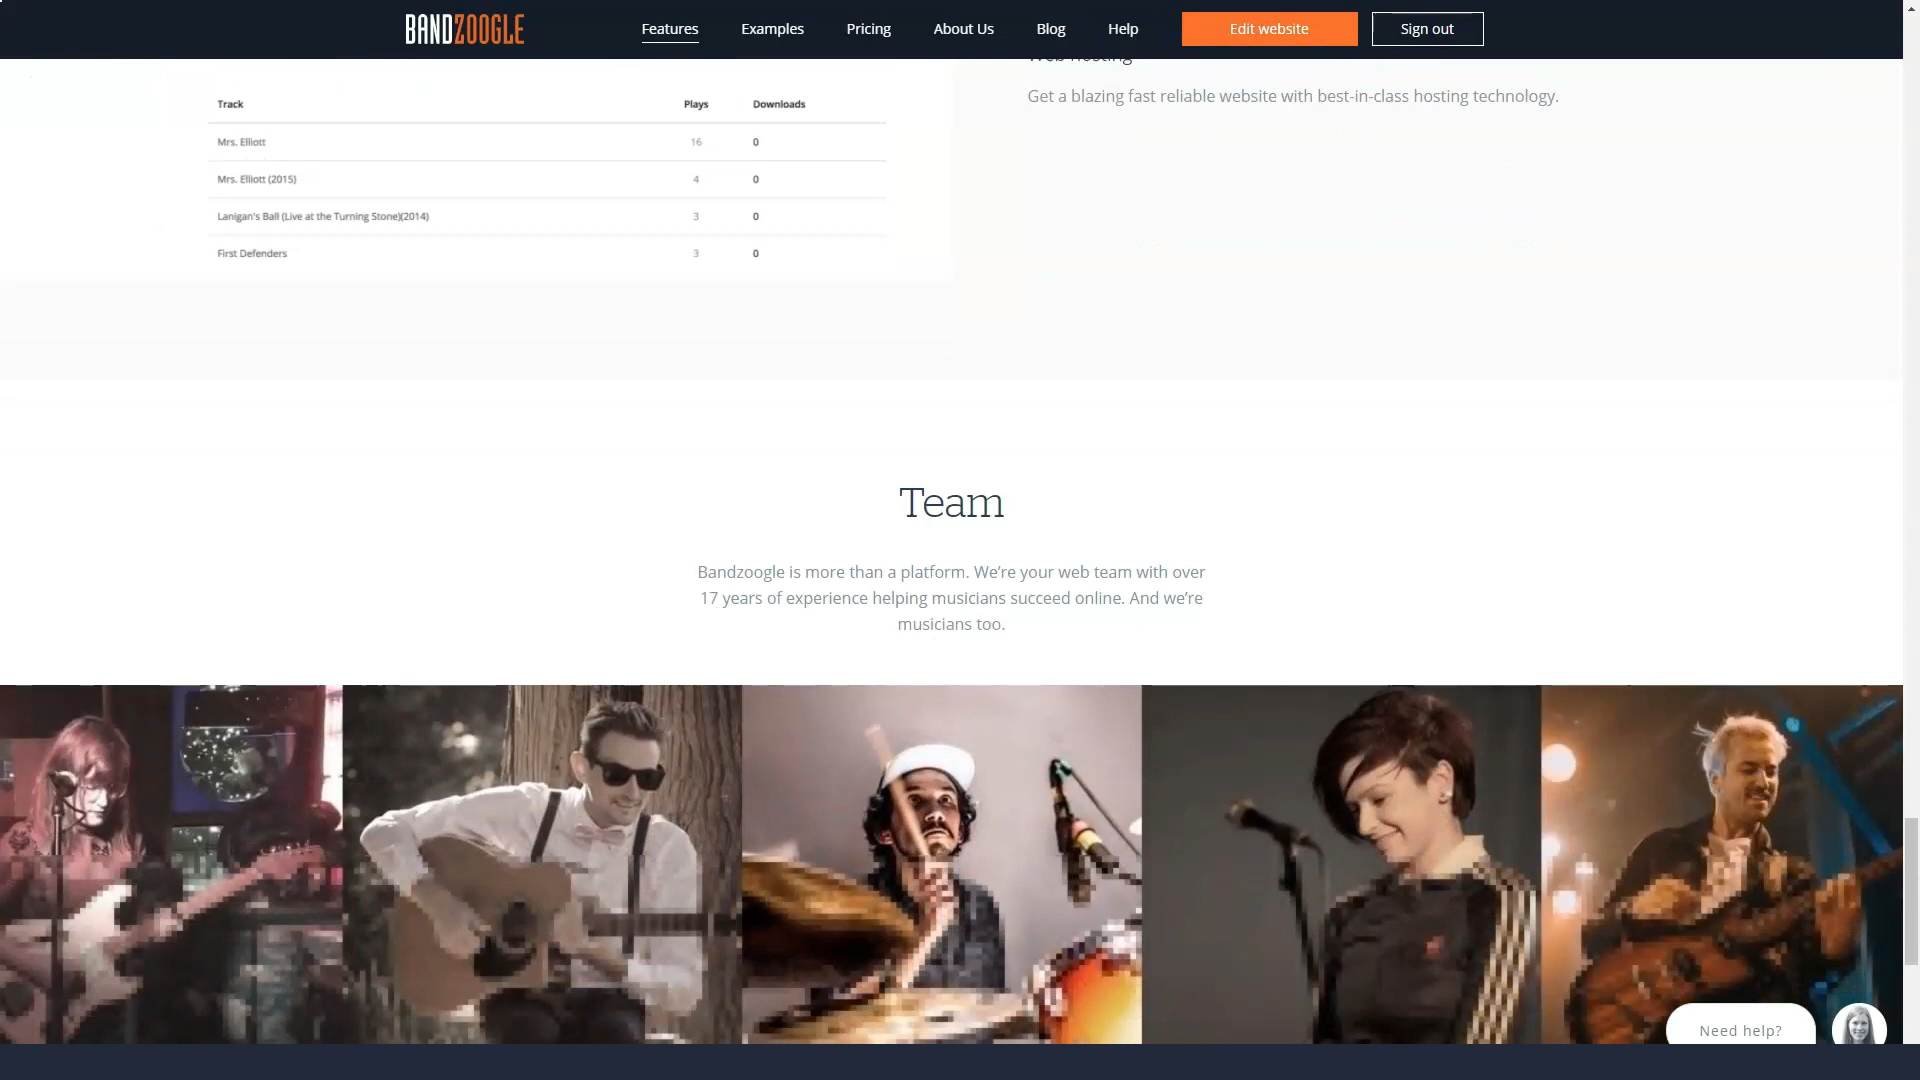 BANDZOOGLE
Features
Examples
Pricing
About Us
Blog
Help
Edit website
Sign out
Web hosting
Get a blazing fast reliable website with best-in-class hosting technology.
Track Plays Downloads
Mrs. Elliott 16 0
Mrs. Elliott (2015) 4 0
Lanigan's Ball (Live at the Turning Stone)(2014) 3 0
First Defenders 3 0
Team
Bandzoogle is more than a platform. We’re your web team with over
17 years of experience helping musicians succeed online. And we’re
musicians too.
Need help?